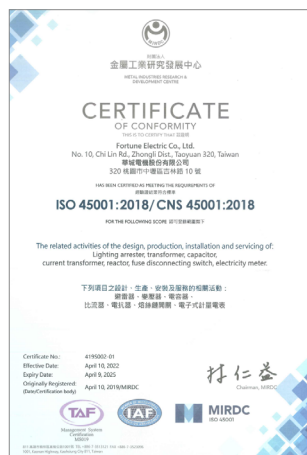 MIRDC
財團法人
金屬工業研究發展中心
METAL INDUSTRIES RESEARCH &
DEVELOPMENT CENTRE
CERTIFICATE
OF CONFORMITY
THIS IS TO CERTIFY THAT 茲證明
Fortune Electric Co., Ltd.
No. 10, Chi Lin Rd., Zhongli Dist., Taoyuan 320, Taiwan
華城電機股份有限公司
320 桃園市中壢區吉林路 10 號
HAS BEEN CERTIFIED AS MEETING THE REQUIREMENTS OF
ISO 45001:2018/ CNS 45001:2018
FOR THE FOLLOWING SCOPE 認可登錄範圍如下
The related activities of the design, production, installation and servicing of:
Lighting arrester, transformer, capacitor,
current transformer, reactor, fuse disconnecting switch, electricity meter.
下列項目之設計、生產、安裝及服務的相關活動：
避雷器、變壓器、電容器、
比流器、電抗器、熔絲鏈開關、電子式計量電表
Certificate No.: 4195002-01
Effective Date: April 10, 2022
Expiry Date: April 9, 2025
Originally Registered: April 10, 2019/MIRDC
(Date/Certification body)
Chairman, MIRDC
TAF
IAF
MIRDC
ISO 45001
Management System
Certification